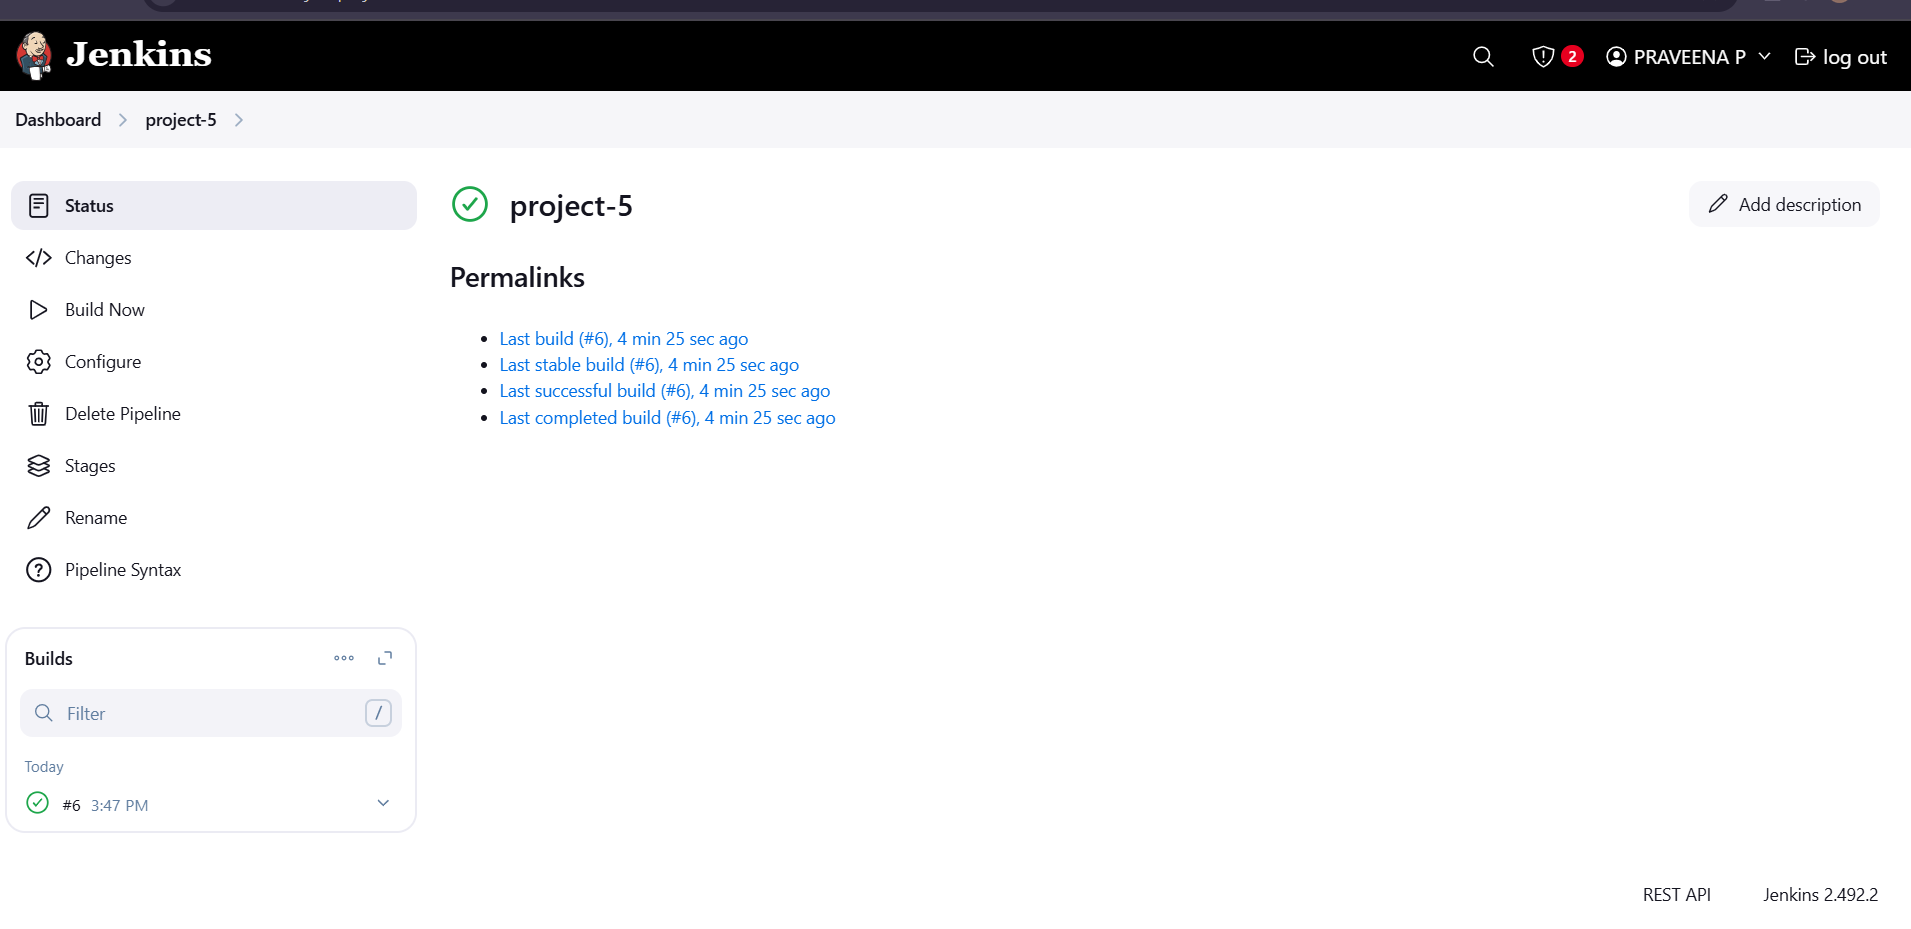 Jenkins
2
PRAVEENA P
log out
Dashboard
project-5
Status
Changes
Build Now
Configure
Delete Pipeline
Stages
Rename
Pipeline Syntax
Builds
Filter
/
Today
#6 3:47 PM
project-5
Add description
Permalinks
Last build (#6), 4 min 25 sec ago
Last stable build (#6), 4 min 25 sec ago
Last successful build (#6), 4 min 25 sec ago
Last completed build (#6), 4 min 25 sec ago
REST API
Jenkins 2.492.2